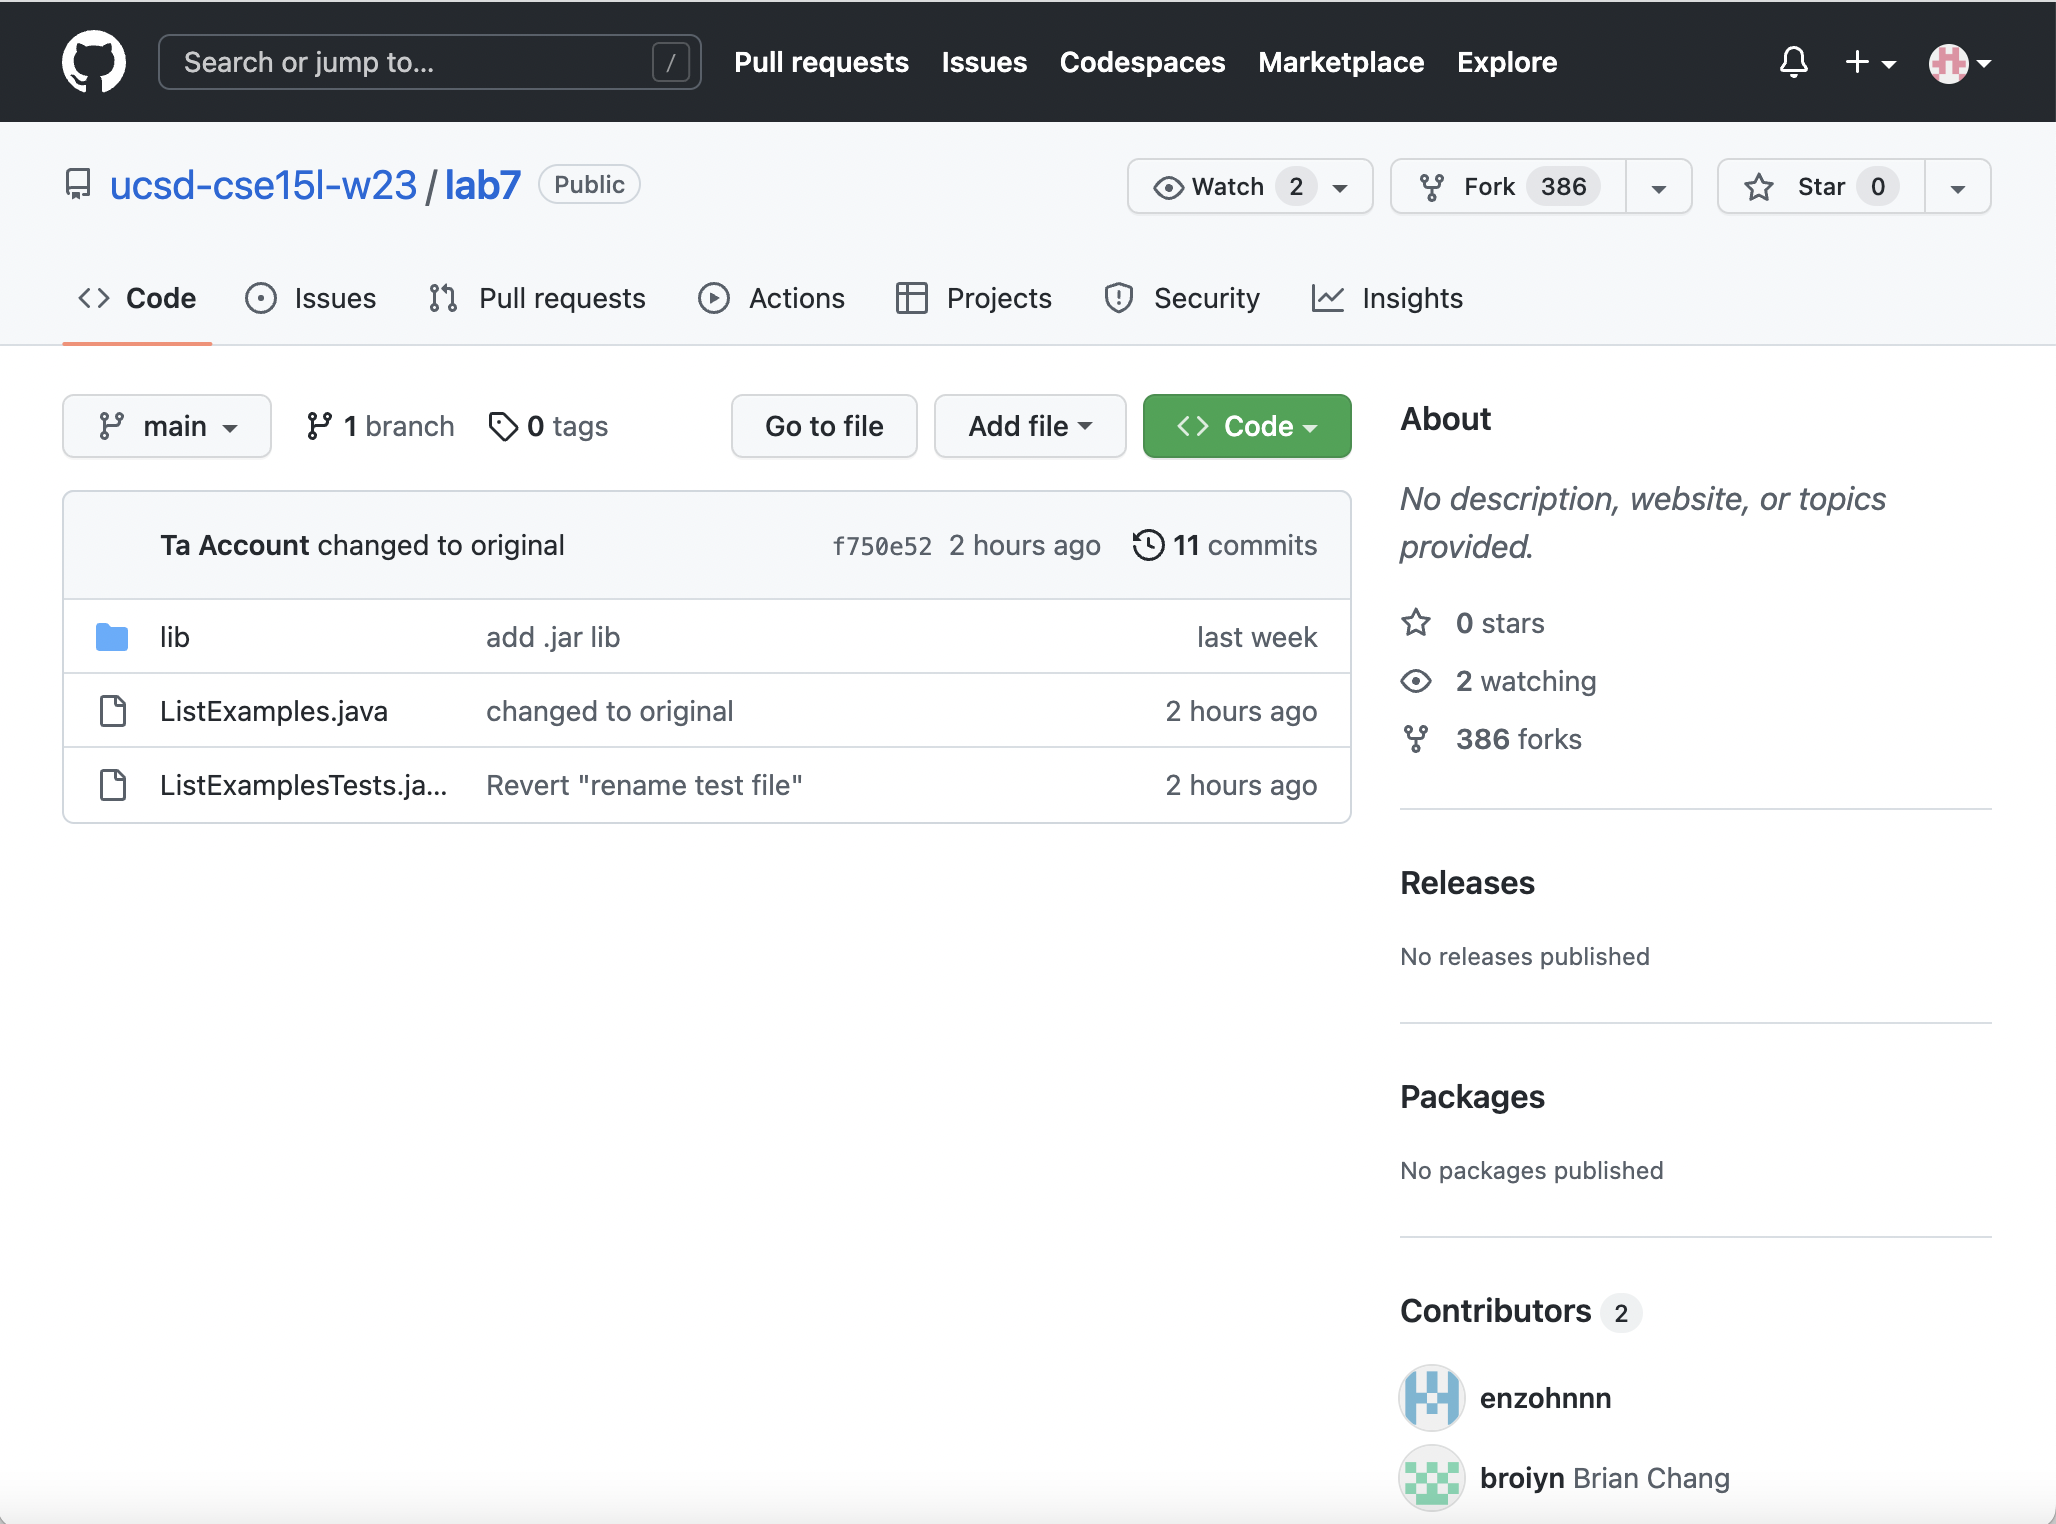 Search or jump to... /
Pull requests Issues Codespaces Marketplace Explore
ucsd-cse15l-w23 / lab7 Public
Watch 2 Fork 386 Star 0
Code Issues Pull requests Actions Projects Security Insights
main 1 branch 0 tags Go to file Add file Code
Ta Account changed to original f750e52 2 hours ago 11 commits
lib add .jar lib last week
ListExamples.java changed to original 2 hours ago
ListExamplesTests.ja... Revert "rename test file" 2 hours ago
About
No description, website, or topics
provided.
0 stars
2 watching
386 forks
Releases
No releases published
Packages
No packages published
Contributors 2
enzohnnn
broiyn Brian Chang